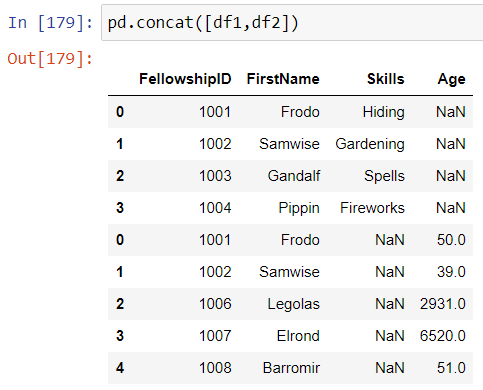 In [179]: pd.concat([df1,df2])
Out[179]:
FellowshipID FirstName Skills Age
0 1001 Frodo Hiding NaN
1 1002 Samwise Gardening NaN
2 1003 Gandalf Spells NaN
3 1004 Pippin Fireworks NaN
0 1001 Frodo NaN 50.0
1 1002 Samwise NaN 39.0
2 1006 Legolas NaN 2931.0
3 1007 Elrond NaN 6520.0
4 1008 Barromir NaN 51.0